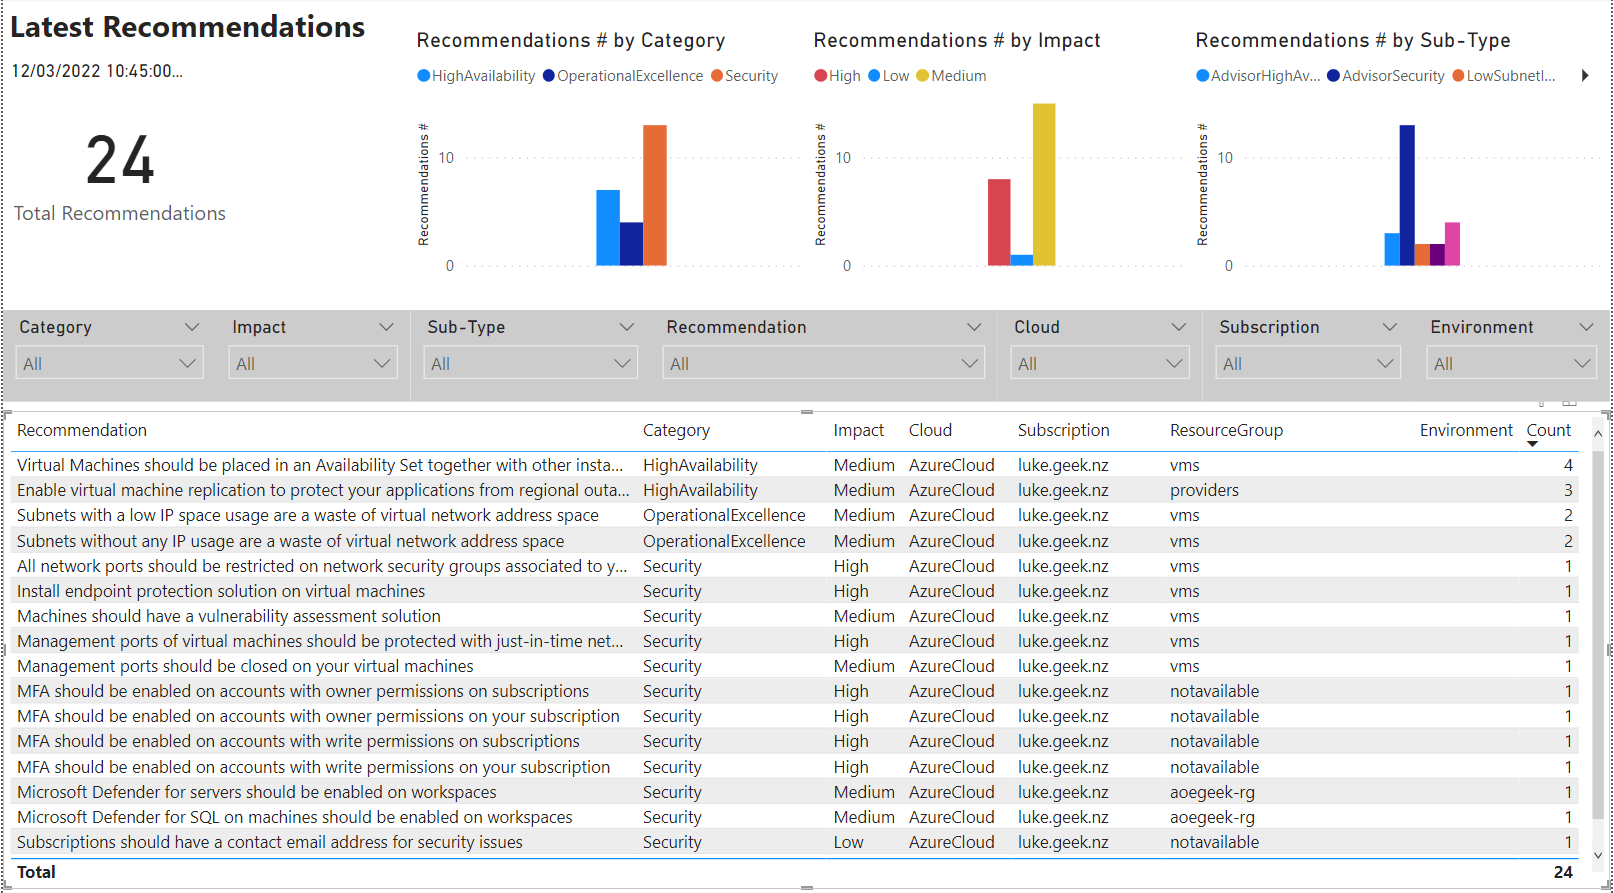 Latest Recommendations
12/03/2022 10:45:00...
24
Total Recommendations
Recommendations # by Category
HighAvailability OperationalExcellence Security
Recommendations #
10
0
Recommendations # by Impact
High Low Medium
Recommendations #
10
0
Recommendations # by Sub-Type
AdvisorHighAv... AdvisorSecurity LowSubnetI...
Recommendations #
10
0
Category Impact Sub-Type Recommendation Cloud Subscription Environment
All All All All All All All
Recommendation Category Impact Cloud Subscription ResourceGroup Environment Count
Virtual Machines should be placed in an Availability Set together with other insta... HighAvailability Medium AzureCloud luke.geek.nz vms 4
Enable virtual machine replication to protect your applications from regional outa... HighAvailability Medium AzureCloud luke.geek.nz providers 3
Subnets with a low IP space usage are a waste of virtual network address space OperationalExcellence Medium AzureCloud luke.geek.nz vms 2
Subnets without any IP usage are a waste of virtual network address space OperationalExcellence Medium AzureCloud luke.geek.nz vms 2
All network ports should be restricted on network security groups associated to y... Security High AzureCloud luke.geek.nz vms 1
Install endpoint protection solution on virtual machines Security High AzureCloud luke.geek.nz vms 1
Machines should have a vulnerability assessment solution Security Medium AzureCloud luke.geek.nz vms 1
Management ports of virtual machines should be protected with just-in-time net... Security High AzureCloud luke.geek.nz vms 1
Management ports should be closed on your virtual machines Security Medium AzureCloud luke.geek.nz vms 1
MFA should be enabled on accounts with owner permissions on subscriptions Security High AzureCloud luke.geek.nz notavailable 1
MFA should be enabled on accounts with owner permissions on your subscription Security High AzureCloud luke.geek.nz notavailable 1
MFA should be enabled on accounts with write permissions on subscriptions Security High AzureCloud luke.geek.nz notavailable 1
MFA should be enabled on accounts with write permissions on your subscription Security High AzureCloud luke.geek.nz notavailable 1
Microsoft Defender for servers should be enabled on workspaces Security Medium AzureCloud luke.geek.nz aoegeek-rg 1
Microsoft Defender for SQL on machines should be enabled on workspaces Security Medium AzureCloud luke.geek.nz aoegeek-rg 1
Subscriptions should have a contact email address for security issues Security Low AzureCloud luke.geek.nz notavailable 1
Total 24